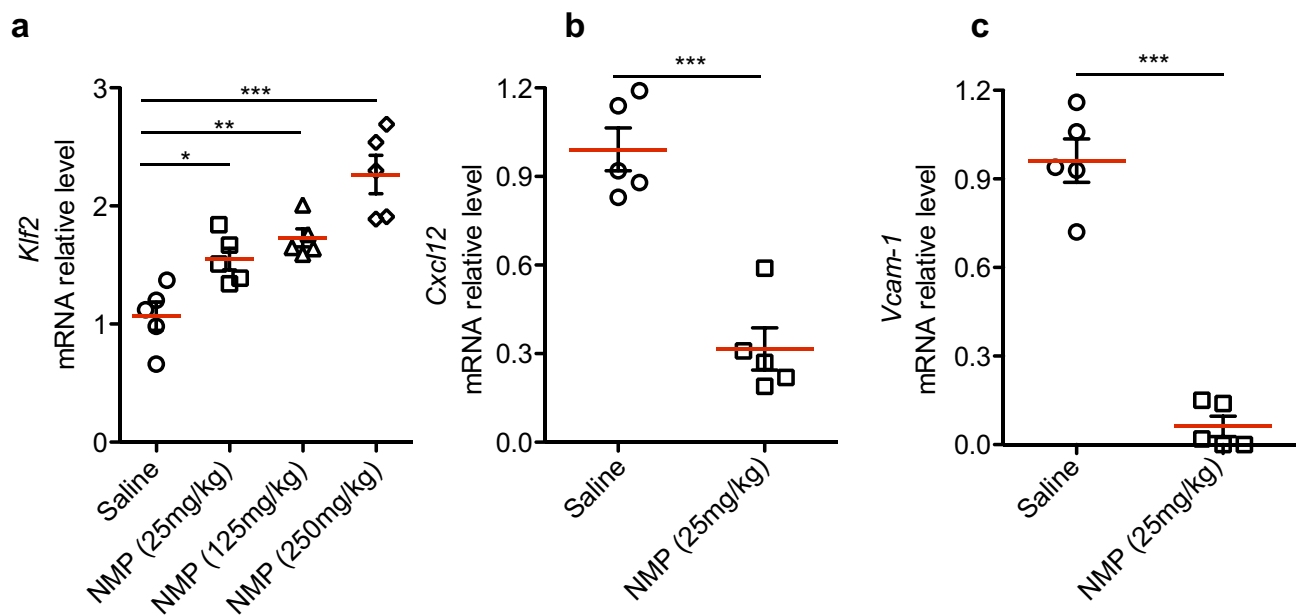 a
***
**
*
3
2
1
0
Klf2
mRNA relative level
Saline
NMP (25mg/kg)
NMP (125mg/kg)
NMP (250mg/kg)
b
***
1.2
0.9
0.6
0.3
0.0
Cxcl12
mRNA relative level
Saline
NMP (25mg/kg)
c
***
1.2
0.9
0.6
0.3
0.0
Vcam-1
mRNA relative level
Saline
NMP (25mg/kg)